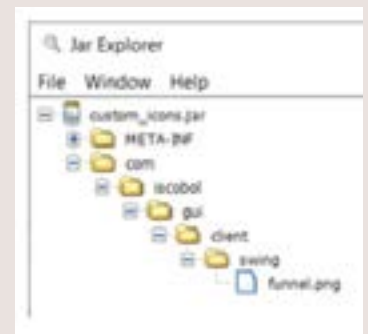 Jar Explorer
File Window Help
custom_icons.jar
META-INF
com
iscobol
gui
client
swing
funnel.png